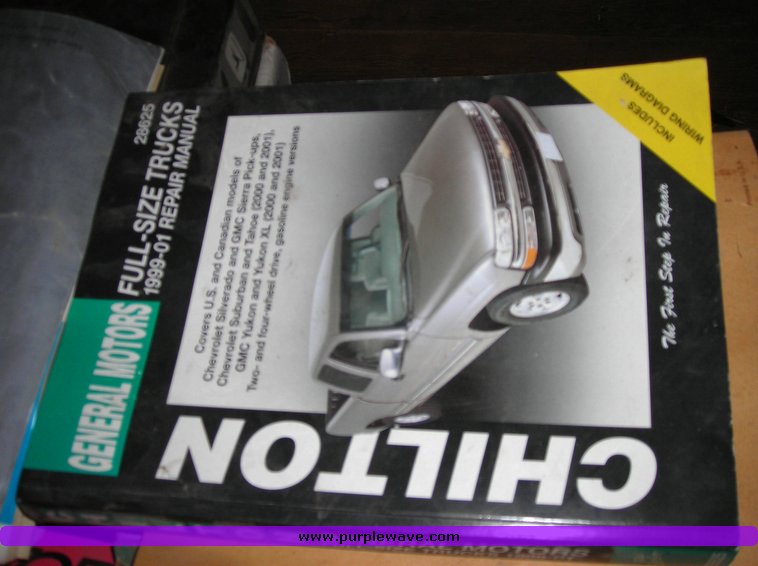 GENERAL MOTORS
FULL-SIZE TRUCKS
1999-01 REPAIR MANUAL
28625
Covers U.S. and Canadian models of
Chevrolet Silverado and GMC Sierra Pick-ups,
Chevrolet Suburban and Tahoe (2000 and 2001),
GMC Yukon and Yukon XL (2000 and 2001)
Two- and four-wheel drive, gasoline engine versions
CHILTON
INCLUDES
WIRING DIAGRAMS
The First Step In Repair
MOTORS
www.purplewave.com